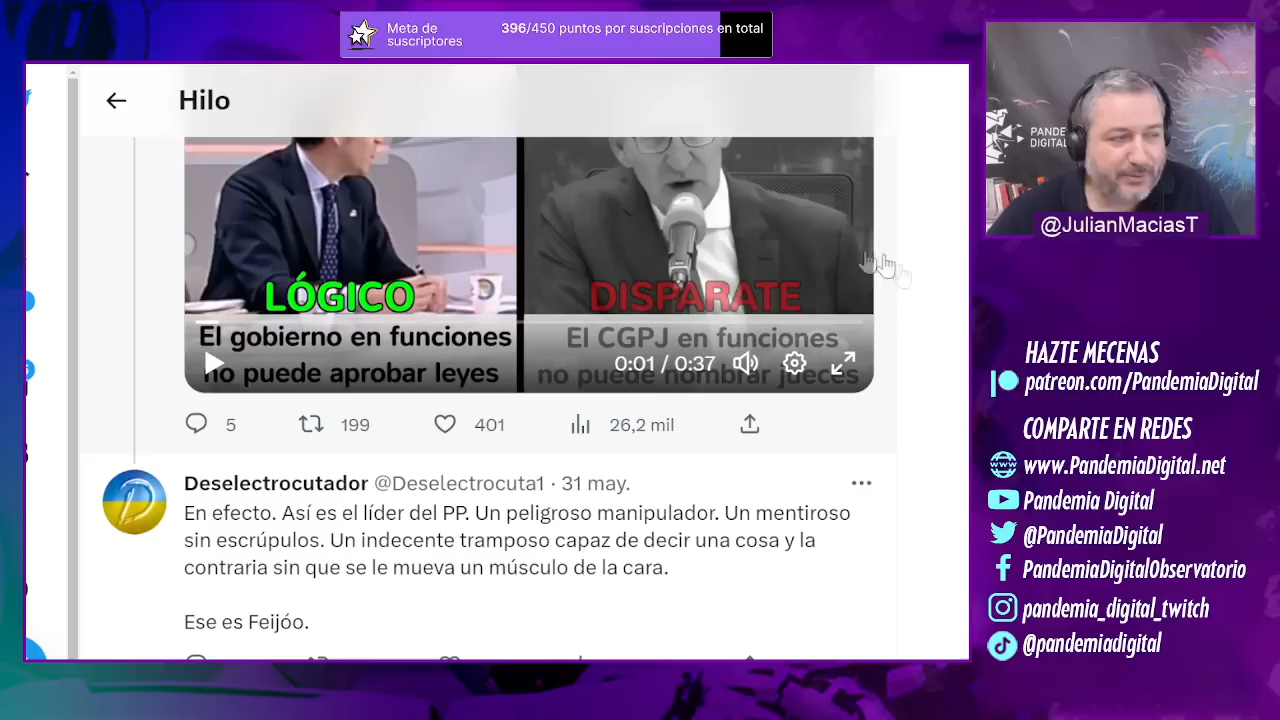 Meta de
suscriptores
396/450 puntos por suscripciones en total
Hilo
LÓGICO
El gobierno en funciones
no puede aprobar leyes
DISPARATE
El CGPJ en funciones
no puede nombrar jueces
0:01 / 0:37
5
199
401
26,2 mil
Deselectrocutador @Deselectrocuta1 · 31 may.
En efecto. Así es el líder del PP. Un peligroso manipulador. Un mentiroso
sin escrúpulos. Un indecente tramposo capaz de decir una cosa y la
contraria sin que se le mueva un músculo de la cara.
Ese es Feijóo.
PANDE
DIGITAL
@JulianMaciasT
HAZTE MECENAS
patreon.com/PandemiaDigital
COMPARTE EN REDES
www.PandemiaDigital.net
Pandemia Digital
@PandemiaDigital
PandemiaDigitalObservatorio
pandemia_digital_twitch
@pandemiadigital